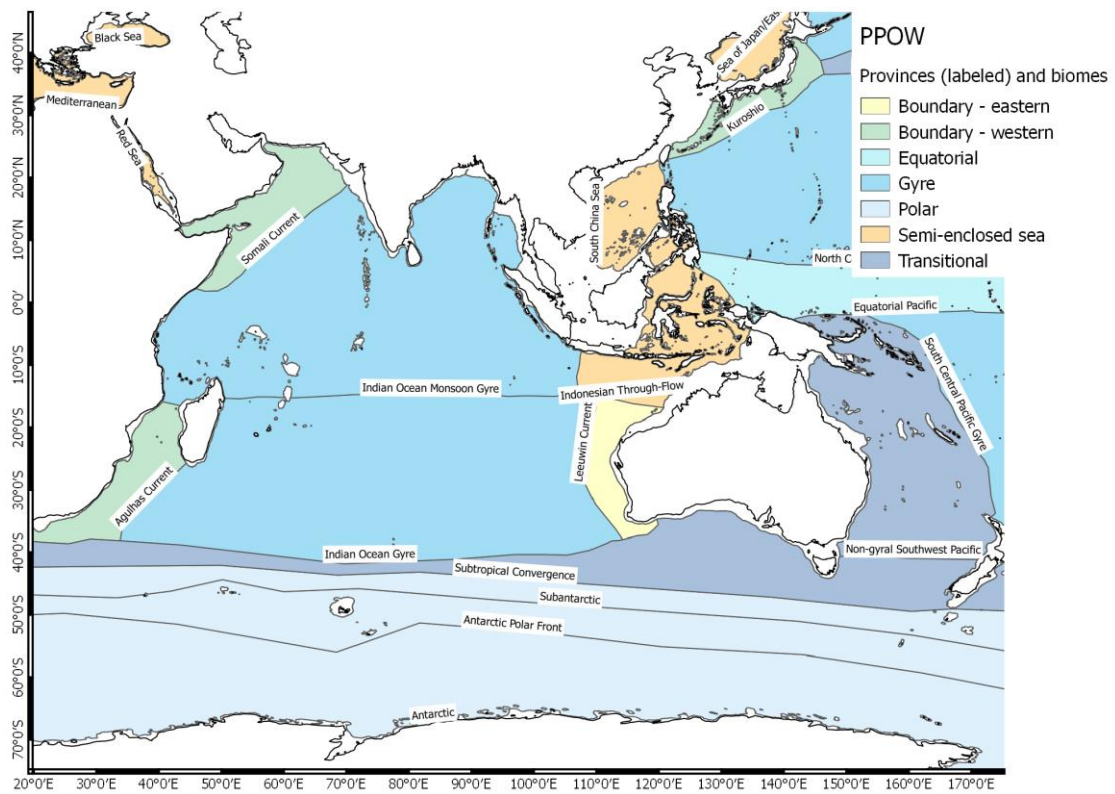 PPOW
Provinces (labeled) and biomes
Boundary - eastern
Boundary - western
Equatorial
Gyre
Polar
Semi-enclosed sea
Transitional
Black Sea
Mediterranean
Red Sea
Sea of Japan/East
Kuroshio
Somali Current
South China Sea
North C
Equatorial Pacific
South Central Pacific Gyre
Indian Ocean Monsoon Gyre
Indonesian Through-Flow
Leeuwin Current
Agulhas Current
Indian Ocean Gyre
Non-gyral Southwest Pacific
Subtropical Convergence
Subantarctic
Antarctic Polar Front
Antarctic
40°0'N
30°0'N
20°0'N
10°0'N
0°0'
10°0'S
20°0'S
30°0'S
40°0'S
50°0'S
60°0'S
70°0'S
20°0'E 30°0'E 40°0'E 50°0'E 60°0'E 70°0'E 80°0'E 90°0'E 100°0'E 110°0'E 120°0'E 130°0'E 140°0'E 150°0'E 160°0'E 170°0'E